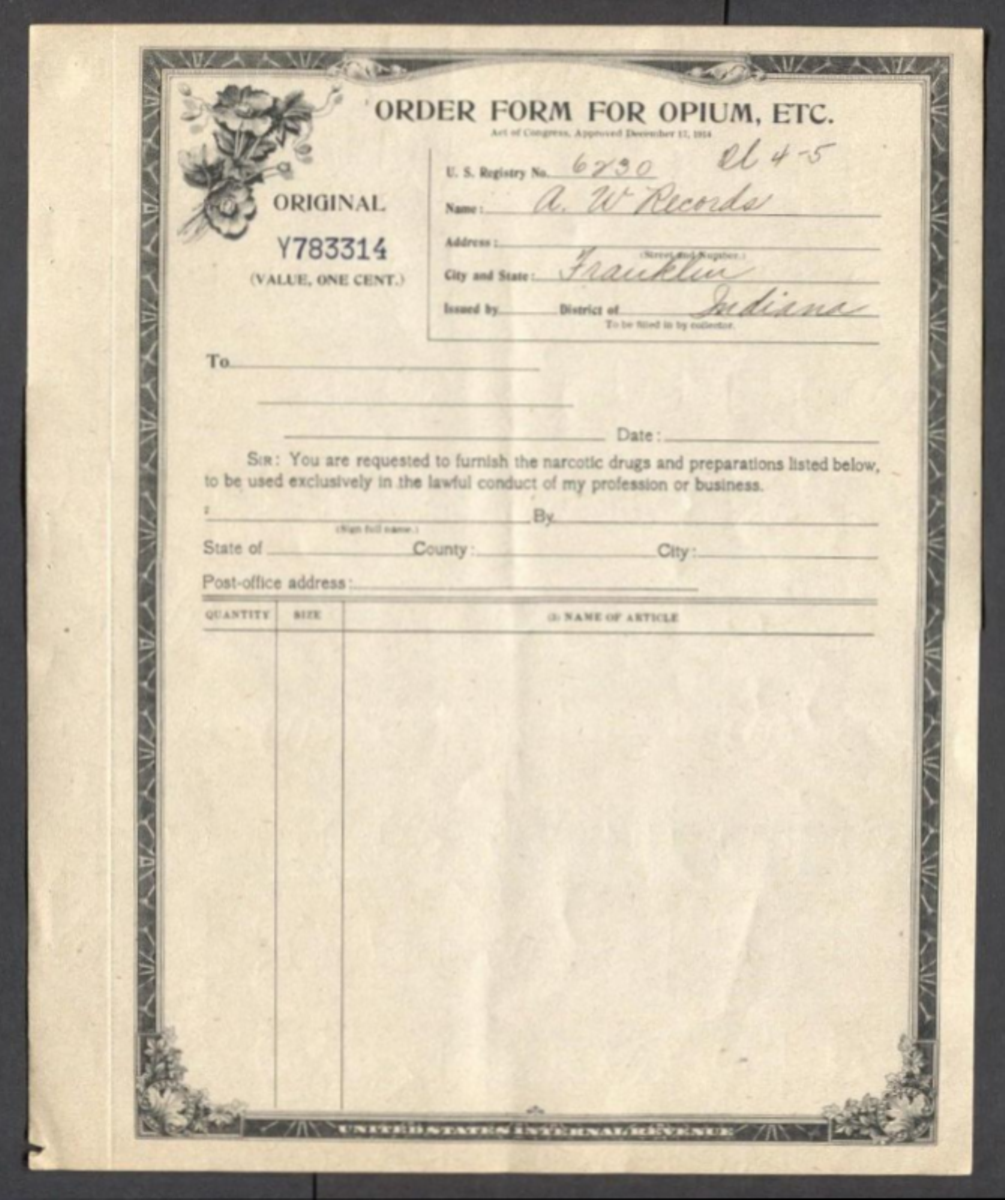 ORDER FORM FOR OPIUM, ETC.
Act of Congress, Approved December 17, 1914
U. S. Registry No. 6230 Cl 4-5
ORIGINAL
Name: A. W Records
Y783314
Address:
(Street and Number.)
(VALUE, ONE CENT.)
City and State: Franklin
Issued by District of Indiana
To be filled in by collector.
To
Date:
SIR: You are requested to furnish the narcotic drugs and preparations listed below,
to be used exclusively in the lawful conduct of my profession or business.
By
(Sign full name.)
State of County: City:
Post-office address:
QUANTITY SIZE (2) NAME OF ARTICLE
UNITED STATES INTERNAL REVENUE